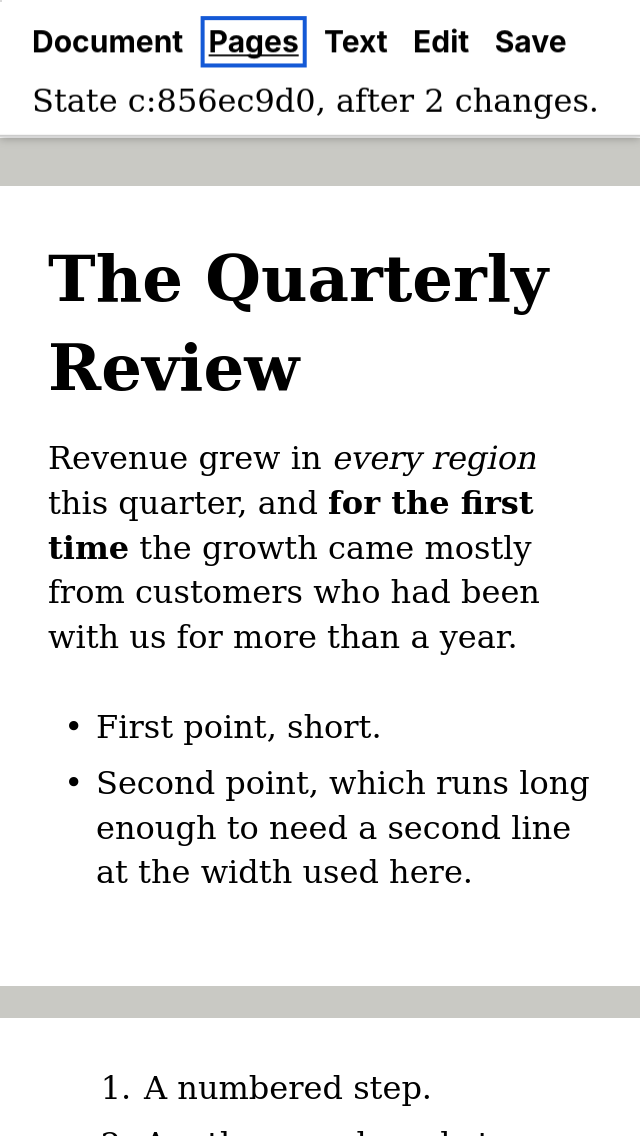 Document Pages Text Edit Save
State c:856ec9d0, after 2 changes.
The Quarterly
Review
Revenue grew in every region
this quarter, and for the first
time the growth came mostly
from customers who had been
with us for more than a year.
• First point, short.
• Second point, which runs long
enough to need a second line
at the width used here.
1. A numbered step.